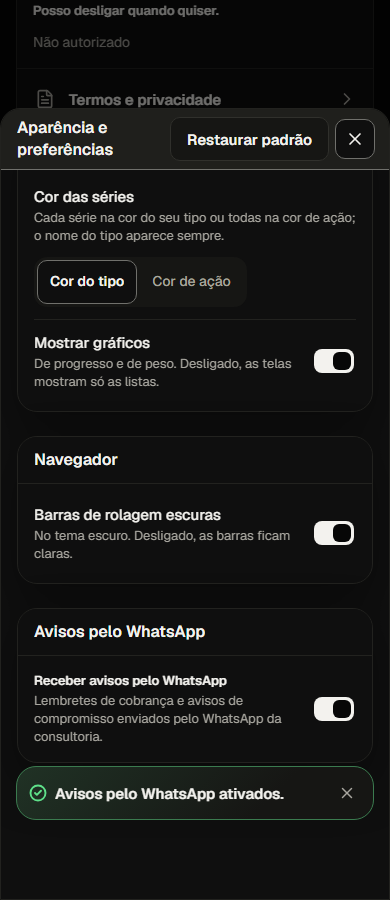 Posso desligar quando quiser.
Não autorizado
Termos e privacidade
Aparência e
preferências
Restaurar padrão
Cor das séries
Cada série na cor do seu tipo ou todas na cor de ação;
o nome do tipo aparece sempre.
Cor do tipo
Cor de ação
Mostrar gráficos
De progresso e de peso. Desligado, as telas
mostram só as listas.
Navegador
Barras de rolagem escuras
No tema escuro. Desligado, as barras ficam
claras.
Avisos pelo WhatsApp
Receber avisos pelo WhatsApp
Lembretes de cobrança e avisos de
compromisso enviados pelo WhatsApp da
consultoria.
Avisos pelo WhatsApp ativados.